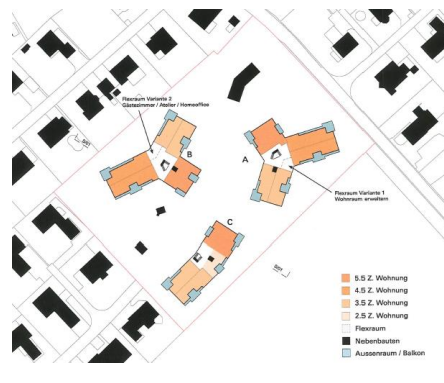 Flexraum Variante 2
Gästezimmer / Atelier / Homeoffice
B
A
Flexraum Variante 1
Wohnraum erweitern
C
5.5 Z. Wohnung
4.5 Z. Wohnung
3.5 Z. Wohnung
2.5 Z. Wohnung
Flexraum
Nebenbauten
Aussenraum / Balkon